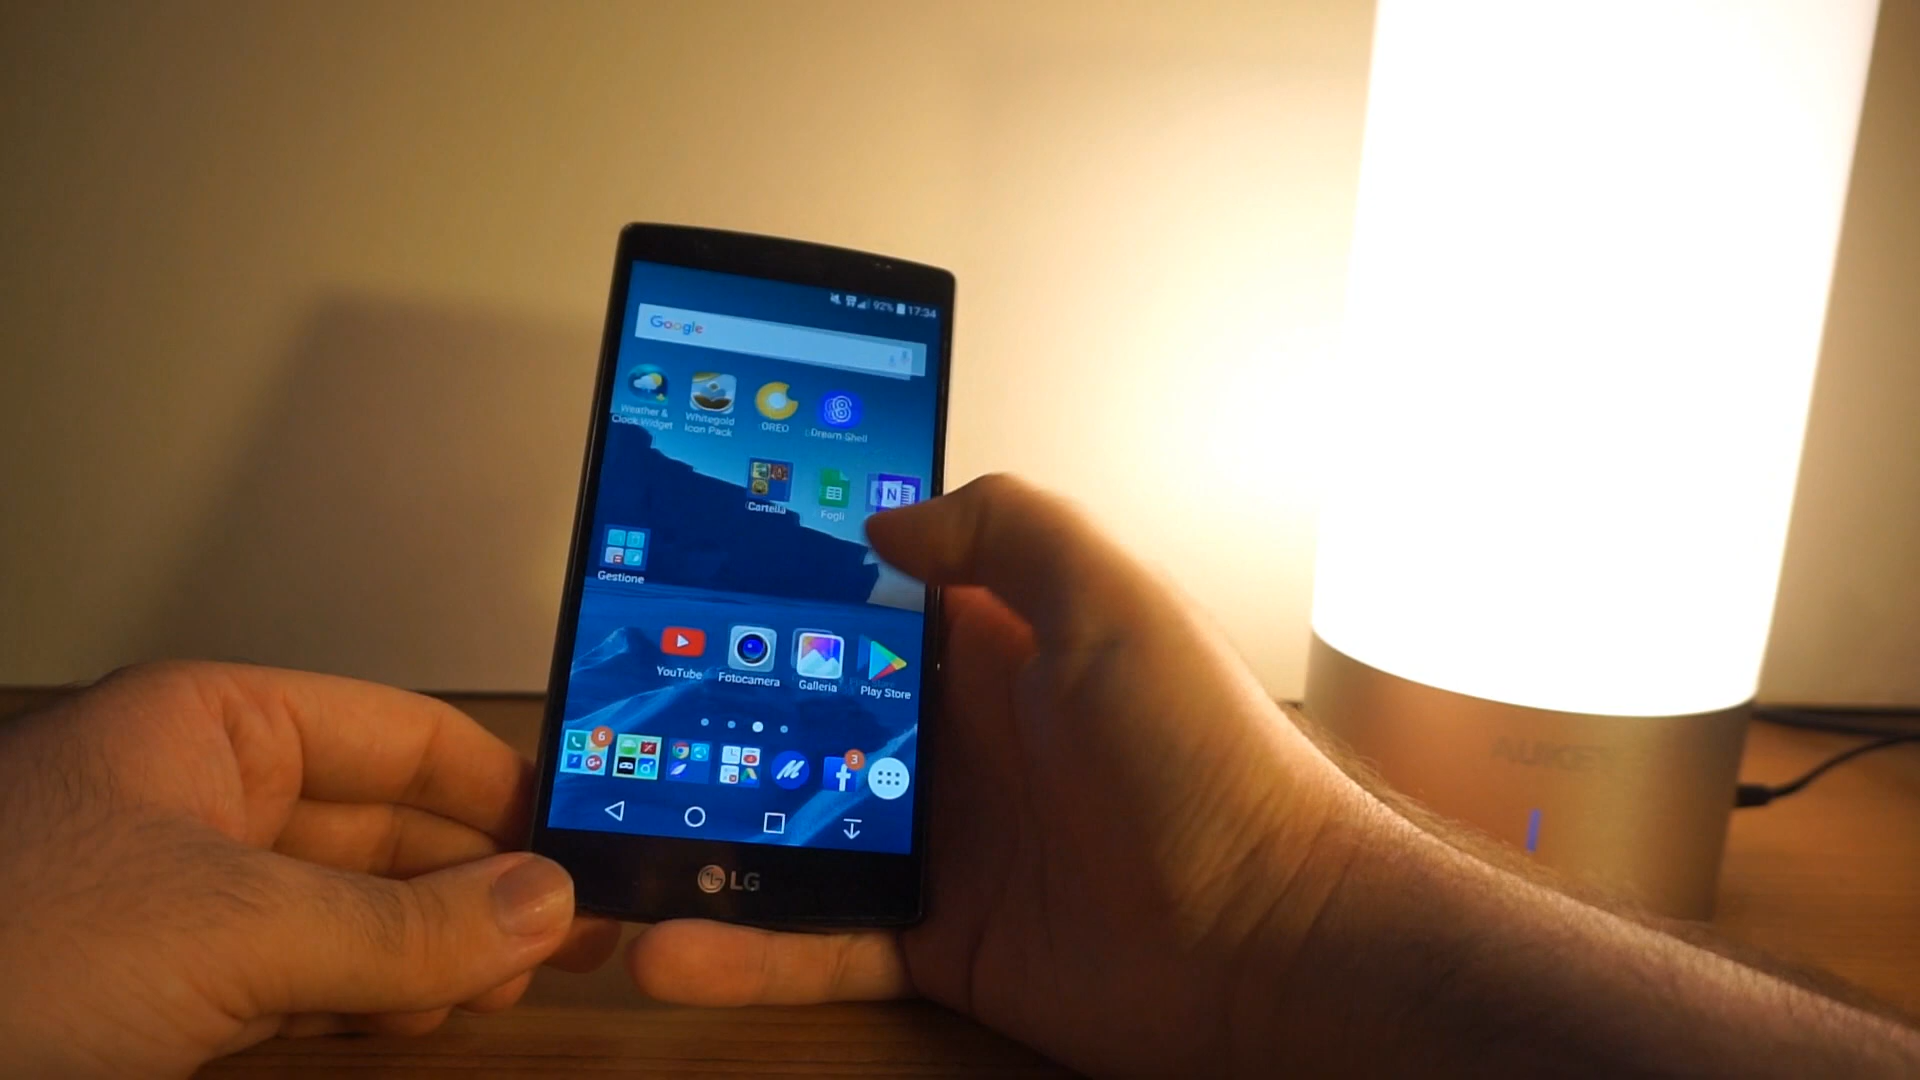 92% 17:34
Google
Weather &
Clock Widget
Whitegold
Icon Pack
OREO
Dream Shell
Cartella
Fogli
N
Gestione
YouTube
Fotocamera
Galleria
Play Store
6
3
LG
AUKEY